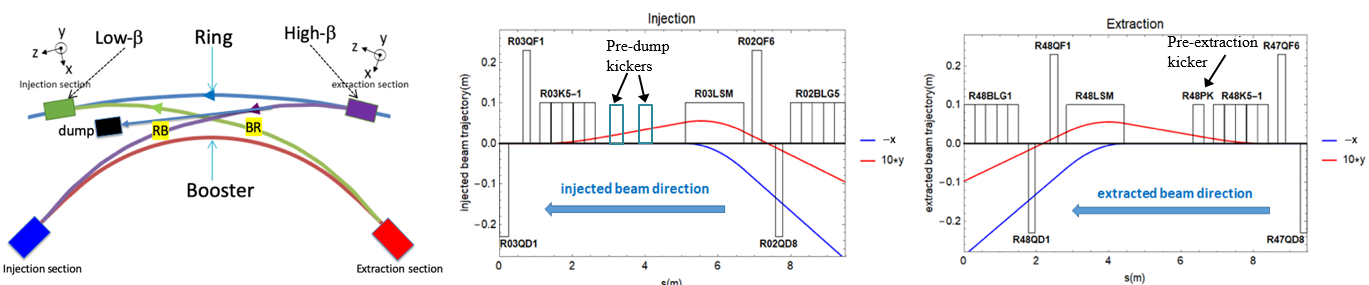 y
z
x
Low-β
Ring
High-β
y
z
x
Injection section
extraction section
dump
RB
BR
Booster
Injection section
Extraction section
Injection
R03QF1
Pre-dump
kickers
R02QF6
R03K5-1
R03LSM
R02BLG5
injected beam trajectory(m)
0.2
0.1
0.0
-0.1
-0.2
injected beam direction
R03QD1
R02QD8
0
2
4
6
8
s(m)
-x
10*y
Extraction
R48QF1
Pre-extraction
kicker
R47QF6
R48BLG1
R48LSM
R48PK
R48K5-1
extracted beam trajectory(m)
0.2
0.1
0.0
-0.1
-0.2
extracted beam direction
R48QD1
R47QD8
0
2
4
6
8
s(m)
-x
10*y